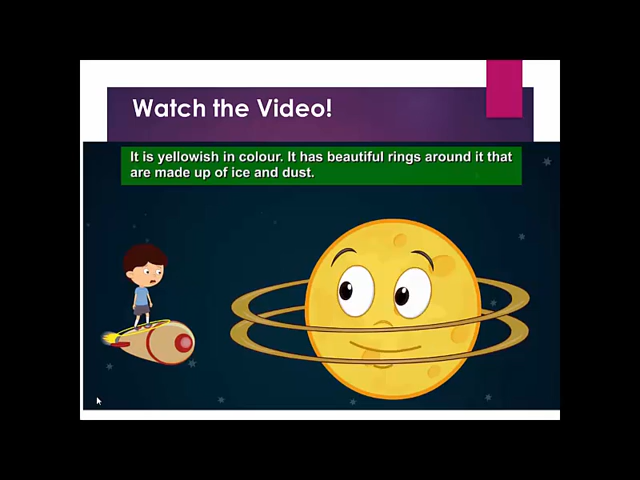 Watch the Video!
It is yellowish in colour. It has beautiful rings around it that
are made up of ice and dust.